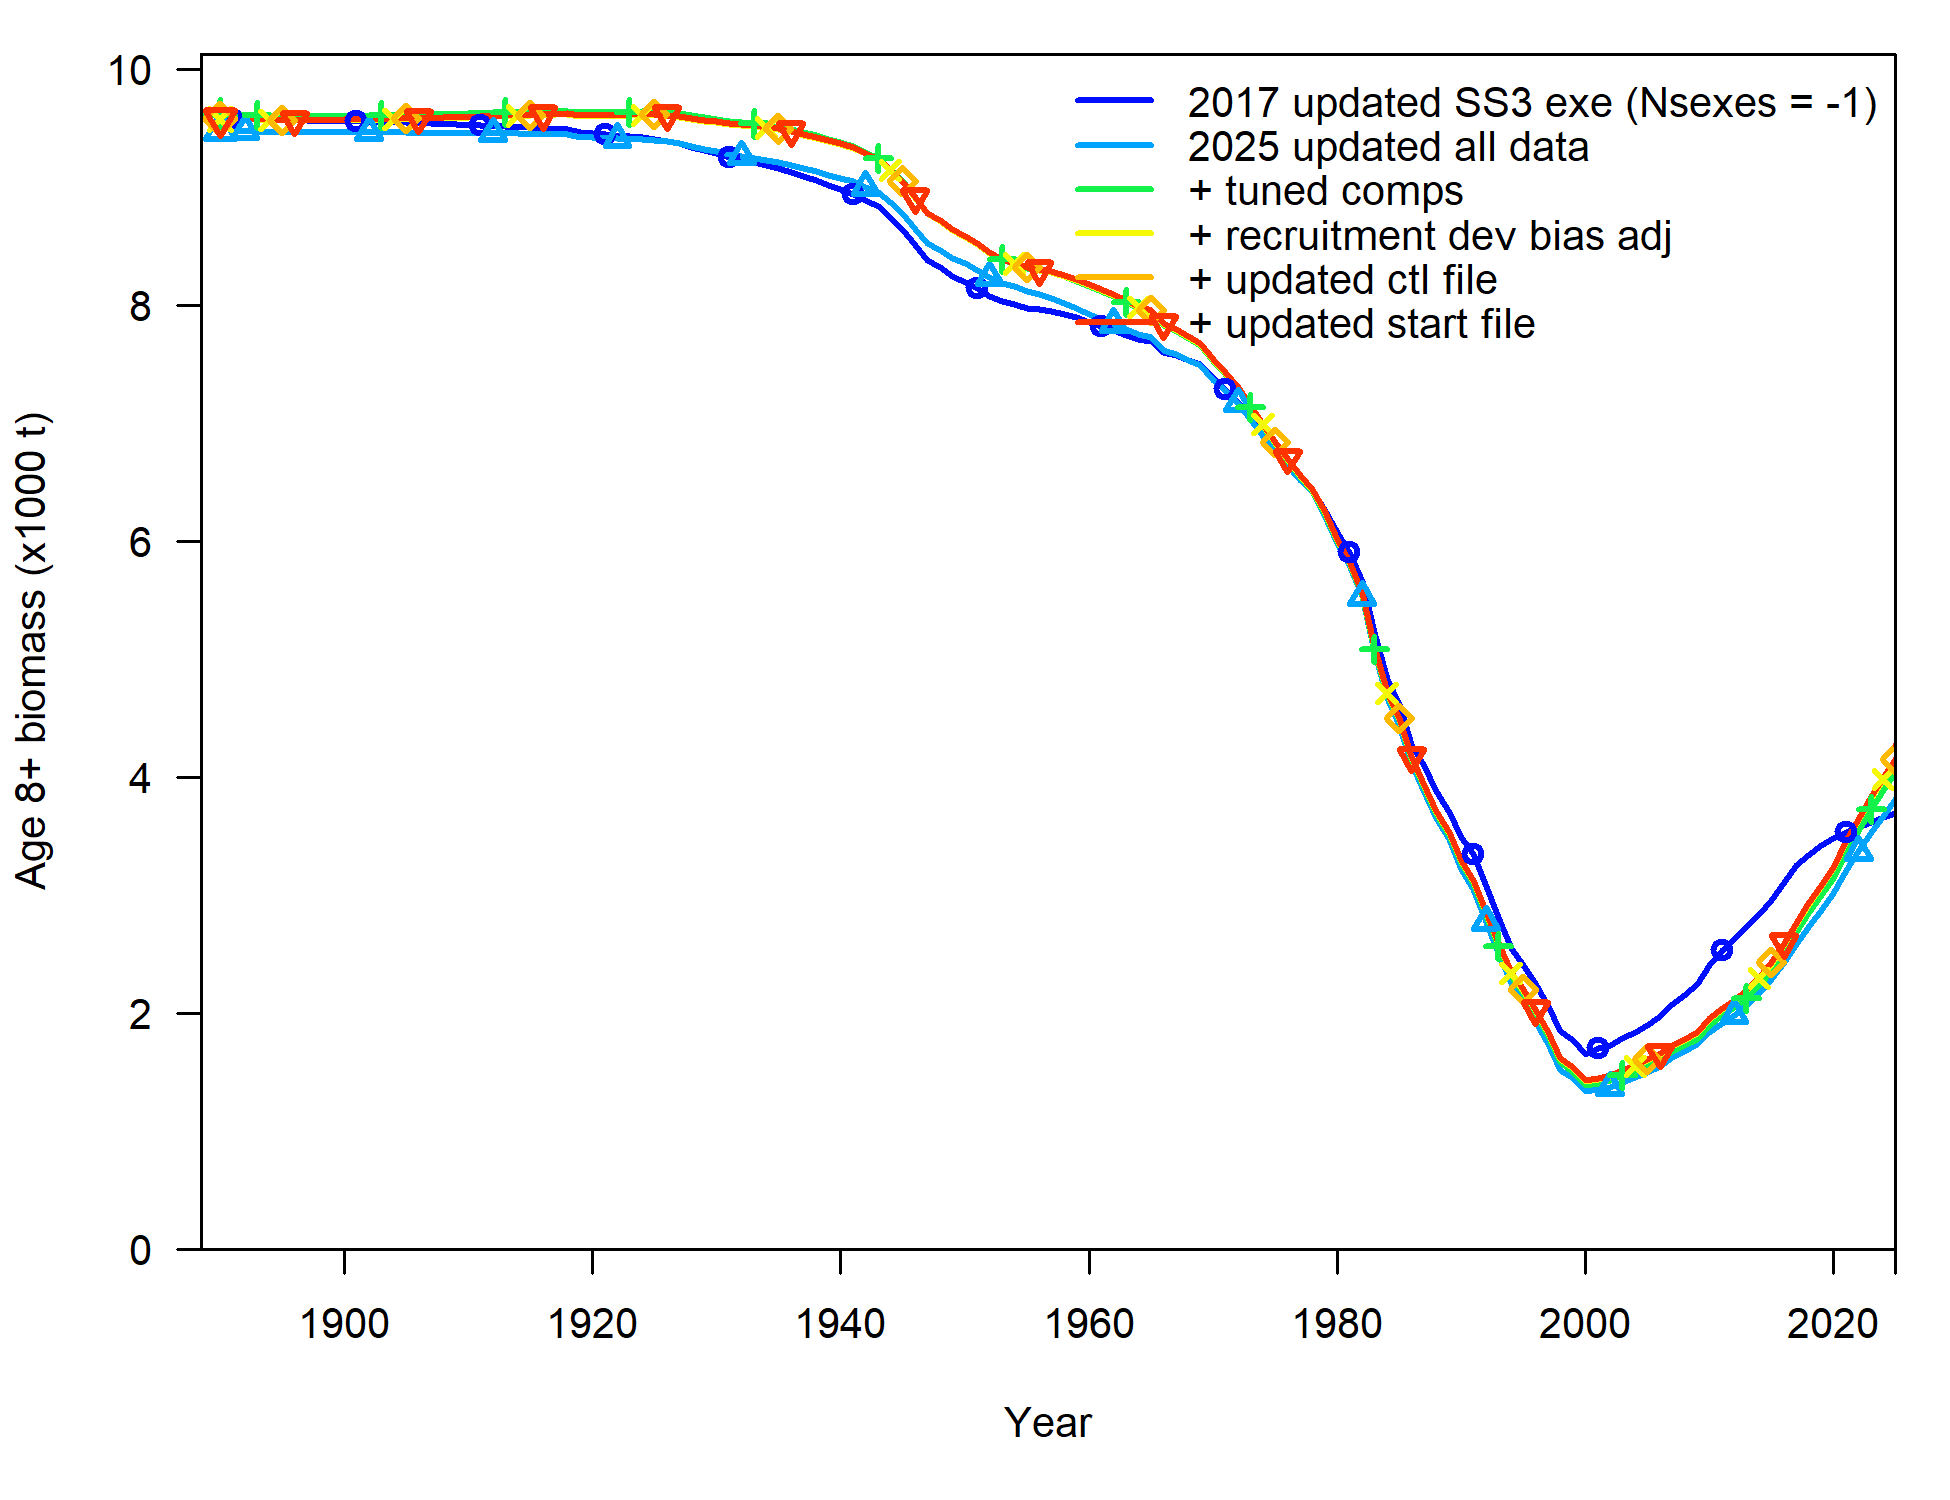 10
8
6
4
2
0
Age 8+ biomass (x1000 t)
2017 updated SS3 exe (Nsexes = -1)
2025 updated all data
+ tuned comps
+ recruitment dev bias adj
+ updated ctl file
+ updated start file
1900 1920 1940 1960 1980 2000 2020
Year